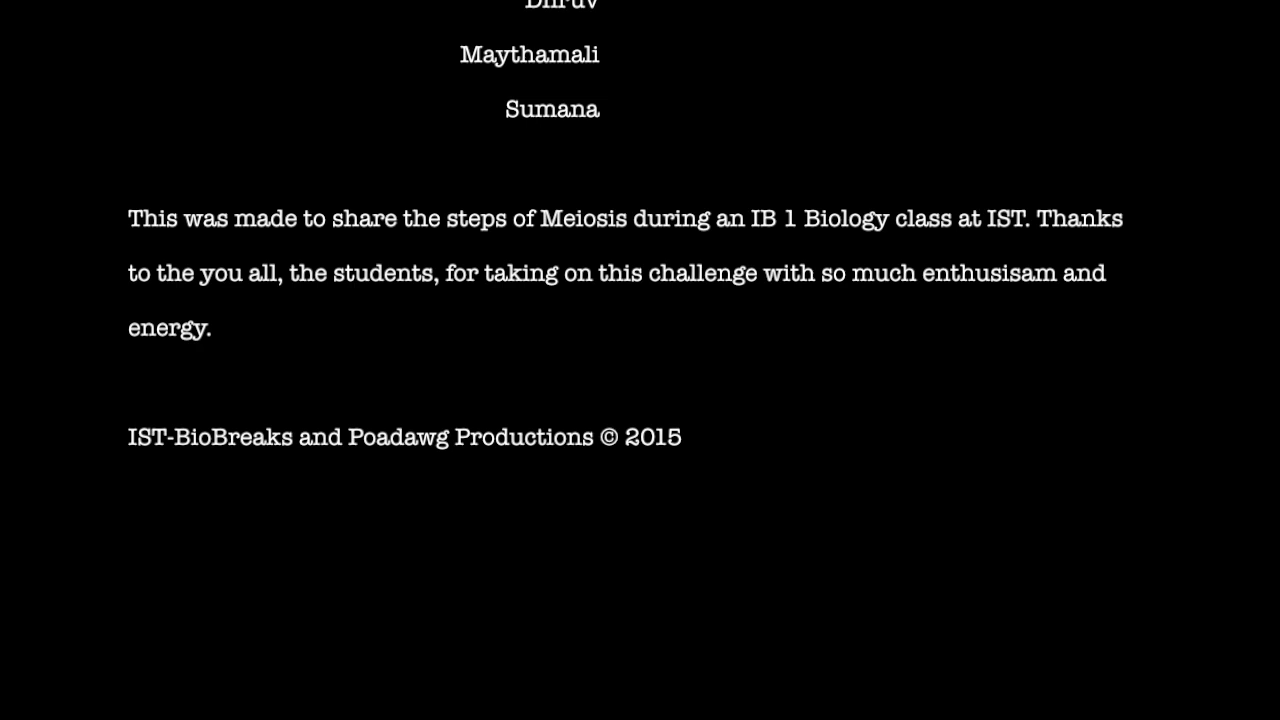 Dhruv
Maythamali
Sumana
This was made to share the steps of Meiosis during an IB 1 Biology class at IST. Thanks
to the you all, the students, for taking on this challenge with so much enthusisam and
energy.
IST-BioBreaks and Poadawg Productions © 2015